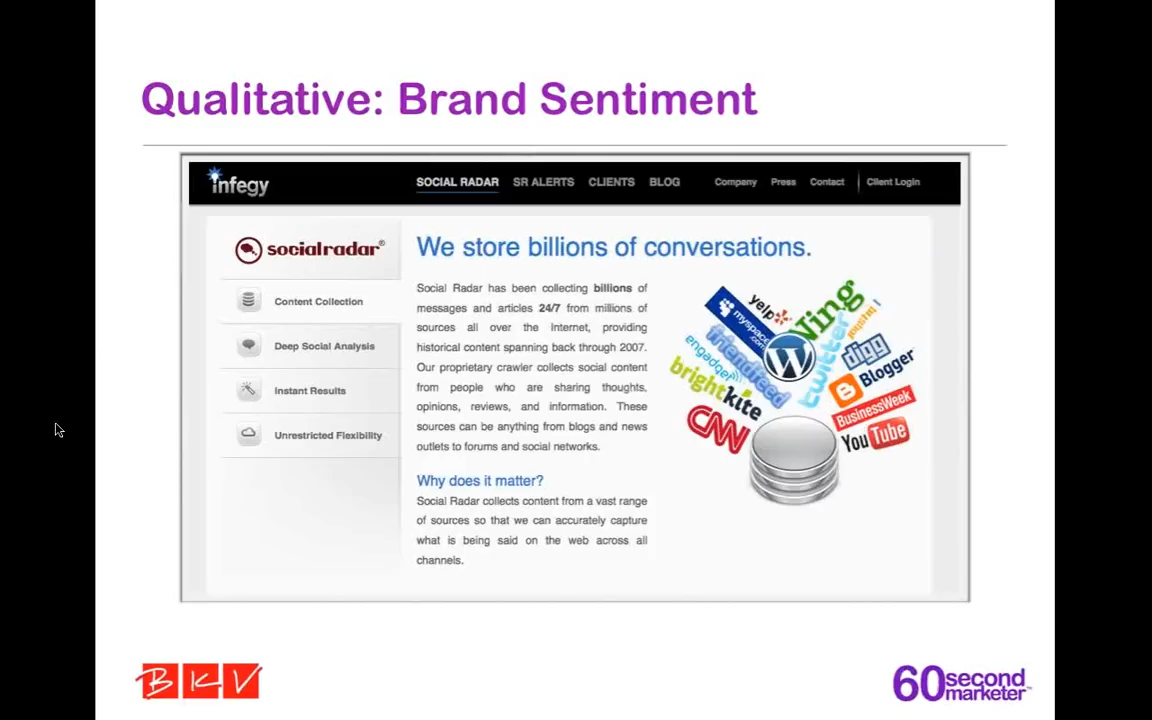 Qualitative: Brand Sentiment
infegy
SOCIAL RADAR SR ALERTS CLIENTS BLOG Company Press Contact Client Login
socialradar®
Content Collection
Deep Social Analysis
Instant Results
Unrestricted Flexibility
We store billions of conversations.
Social Radar has been collecting billions of
messages and articles 24/7 from millions of
sources all over the Internet, providing
historical content spanning back through 2007.
Our proprietary crawler collects social content
from people who are sharing thoughts,
opinions, reviews, and information. These
sources can be anything from blogs and news
outlets to forums and social networks.
Why does it matter?
Social Radar collects content from a vast range
of sources so that we can accurately capture
what is being said on the web across all
channels.
yelp
Ning
myspace.com
twitter
friendfeed
engadget
digg
Blogger
brightkite
BusinessWeek
CNN
YouTube
BKV
60second
marketer™